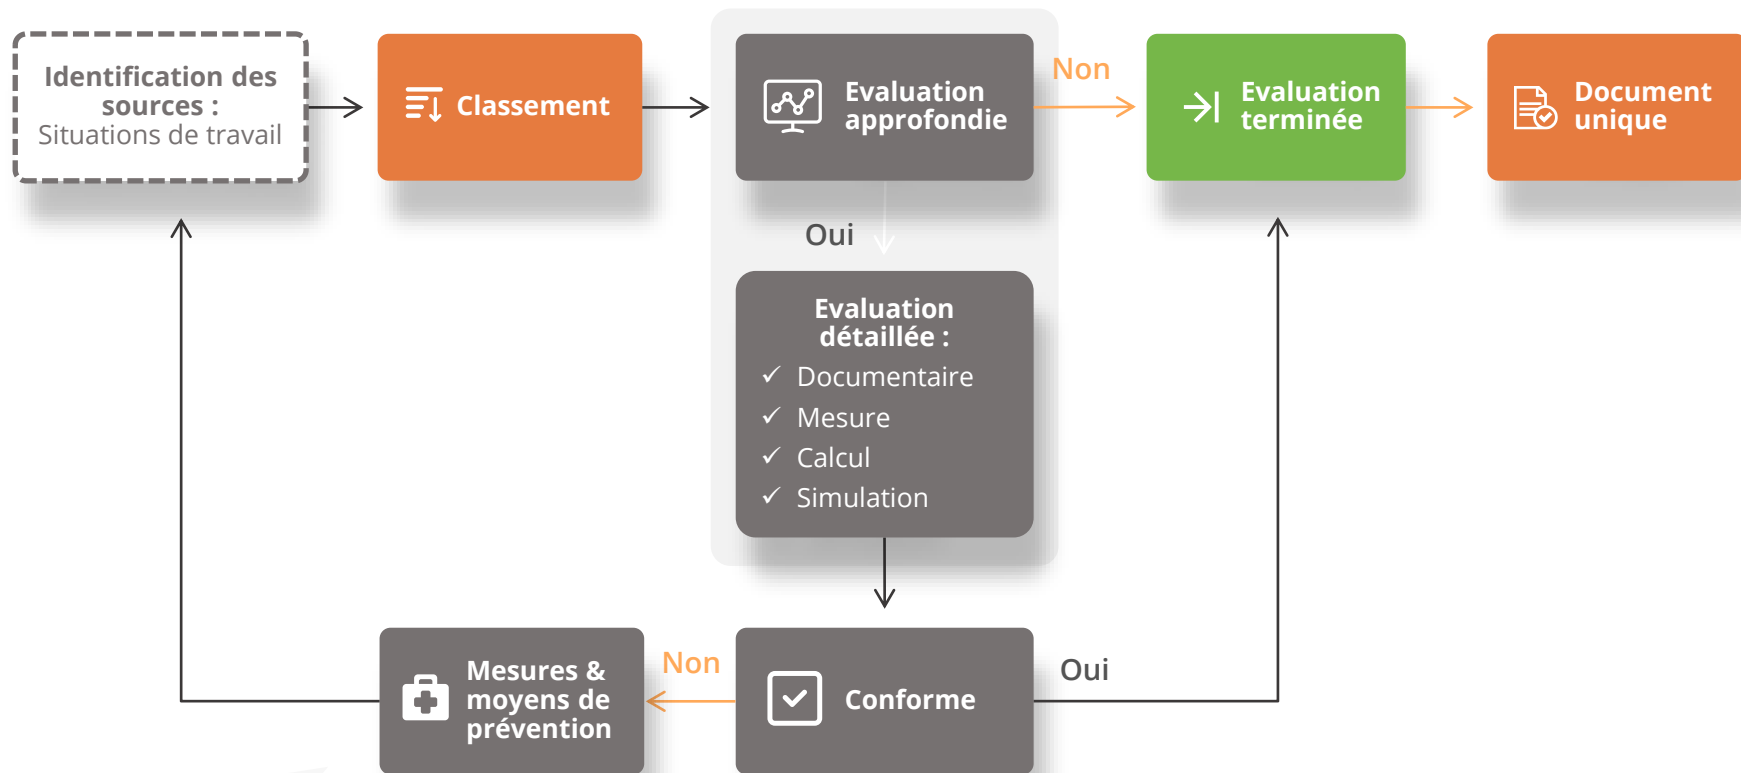 Identification des
sources :
Situations de travail
Classement
Evaluation
approfondie
Non
Evaluation
terminée
Document
unique
Oui
Evaluation
détaillée :
✓ Documentaire
✓ Mesure
✓ Calcul
✓ Simulation
Mesures &
moyens de
prévention
Non
Conforme
Oui